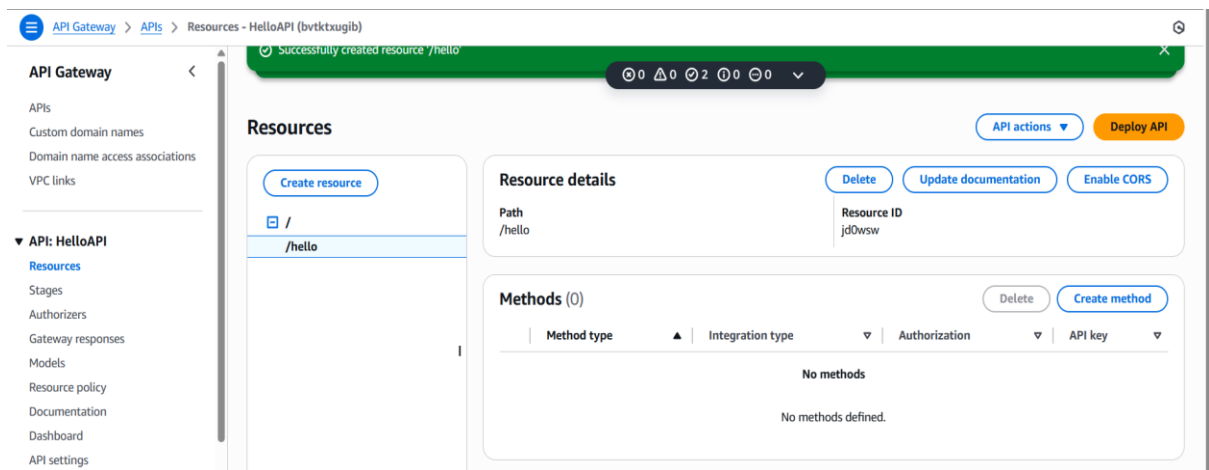 API Gateway > APIs > Resources - HelloAPI (bvtktxugib)
Successfully created resource '/hello'
0 0 2 0 0
API Gateway
APIs
Custom domain names
Domain name access associations
VPC links
API: HelloAPI
Resources
Stages
Authorizers
Gateway responses
Models
Resource policy
Documentation
Dashboard
API settings
Resources
API actions
Deploy API
Create resource
/
/hello
Resource details
Delete
Update documentation
Enable CORS
Path
/hello
Resource ID
jd0wsw
Methods (0)
Delete
Create method
Method type
Integration type
Authorization
API key
No methods
No methods defined.